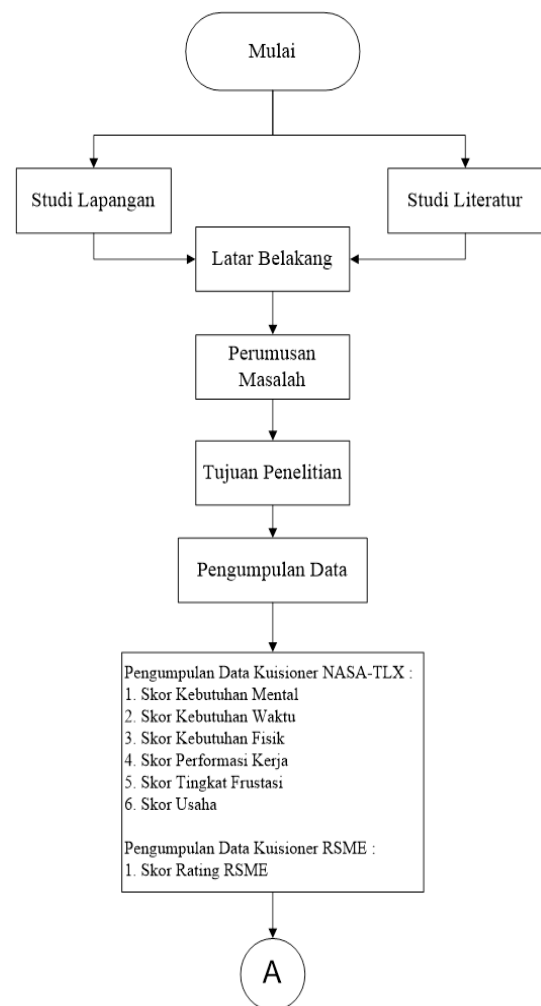 Mulai
Studi Lapangan
Studi Literatur
Latar Belakang
Perumusan
Masalah
Tujuan Penelitian
Pengumpulan Data
Pengumpulan Data Kuisioner NASA-TLX :
1. Skor Kebutuhan Mental
2. Skor Kebutuhan Waktu
3. Skor Kebutuhan Fisik
4. Skor Performasi Kerja
5. Skor Tingkat Frustasi
6. Skor Usaha
Pengumpulan Data Kuisioner RSME :
1. Skor Rating RSME
A